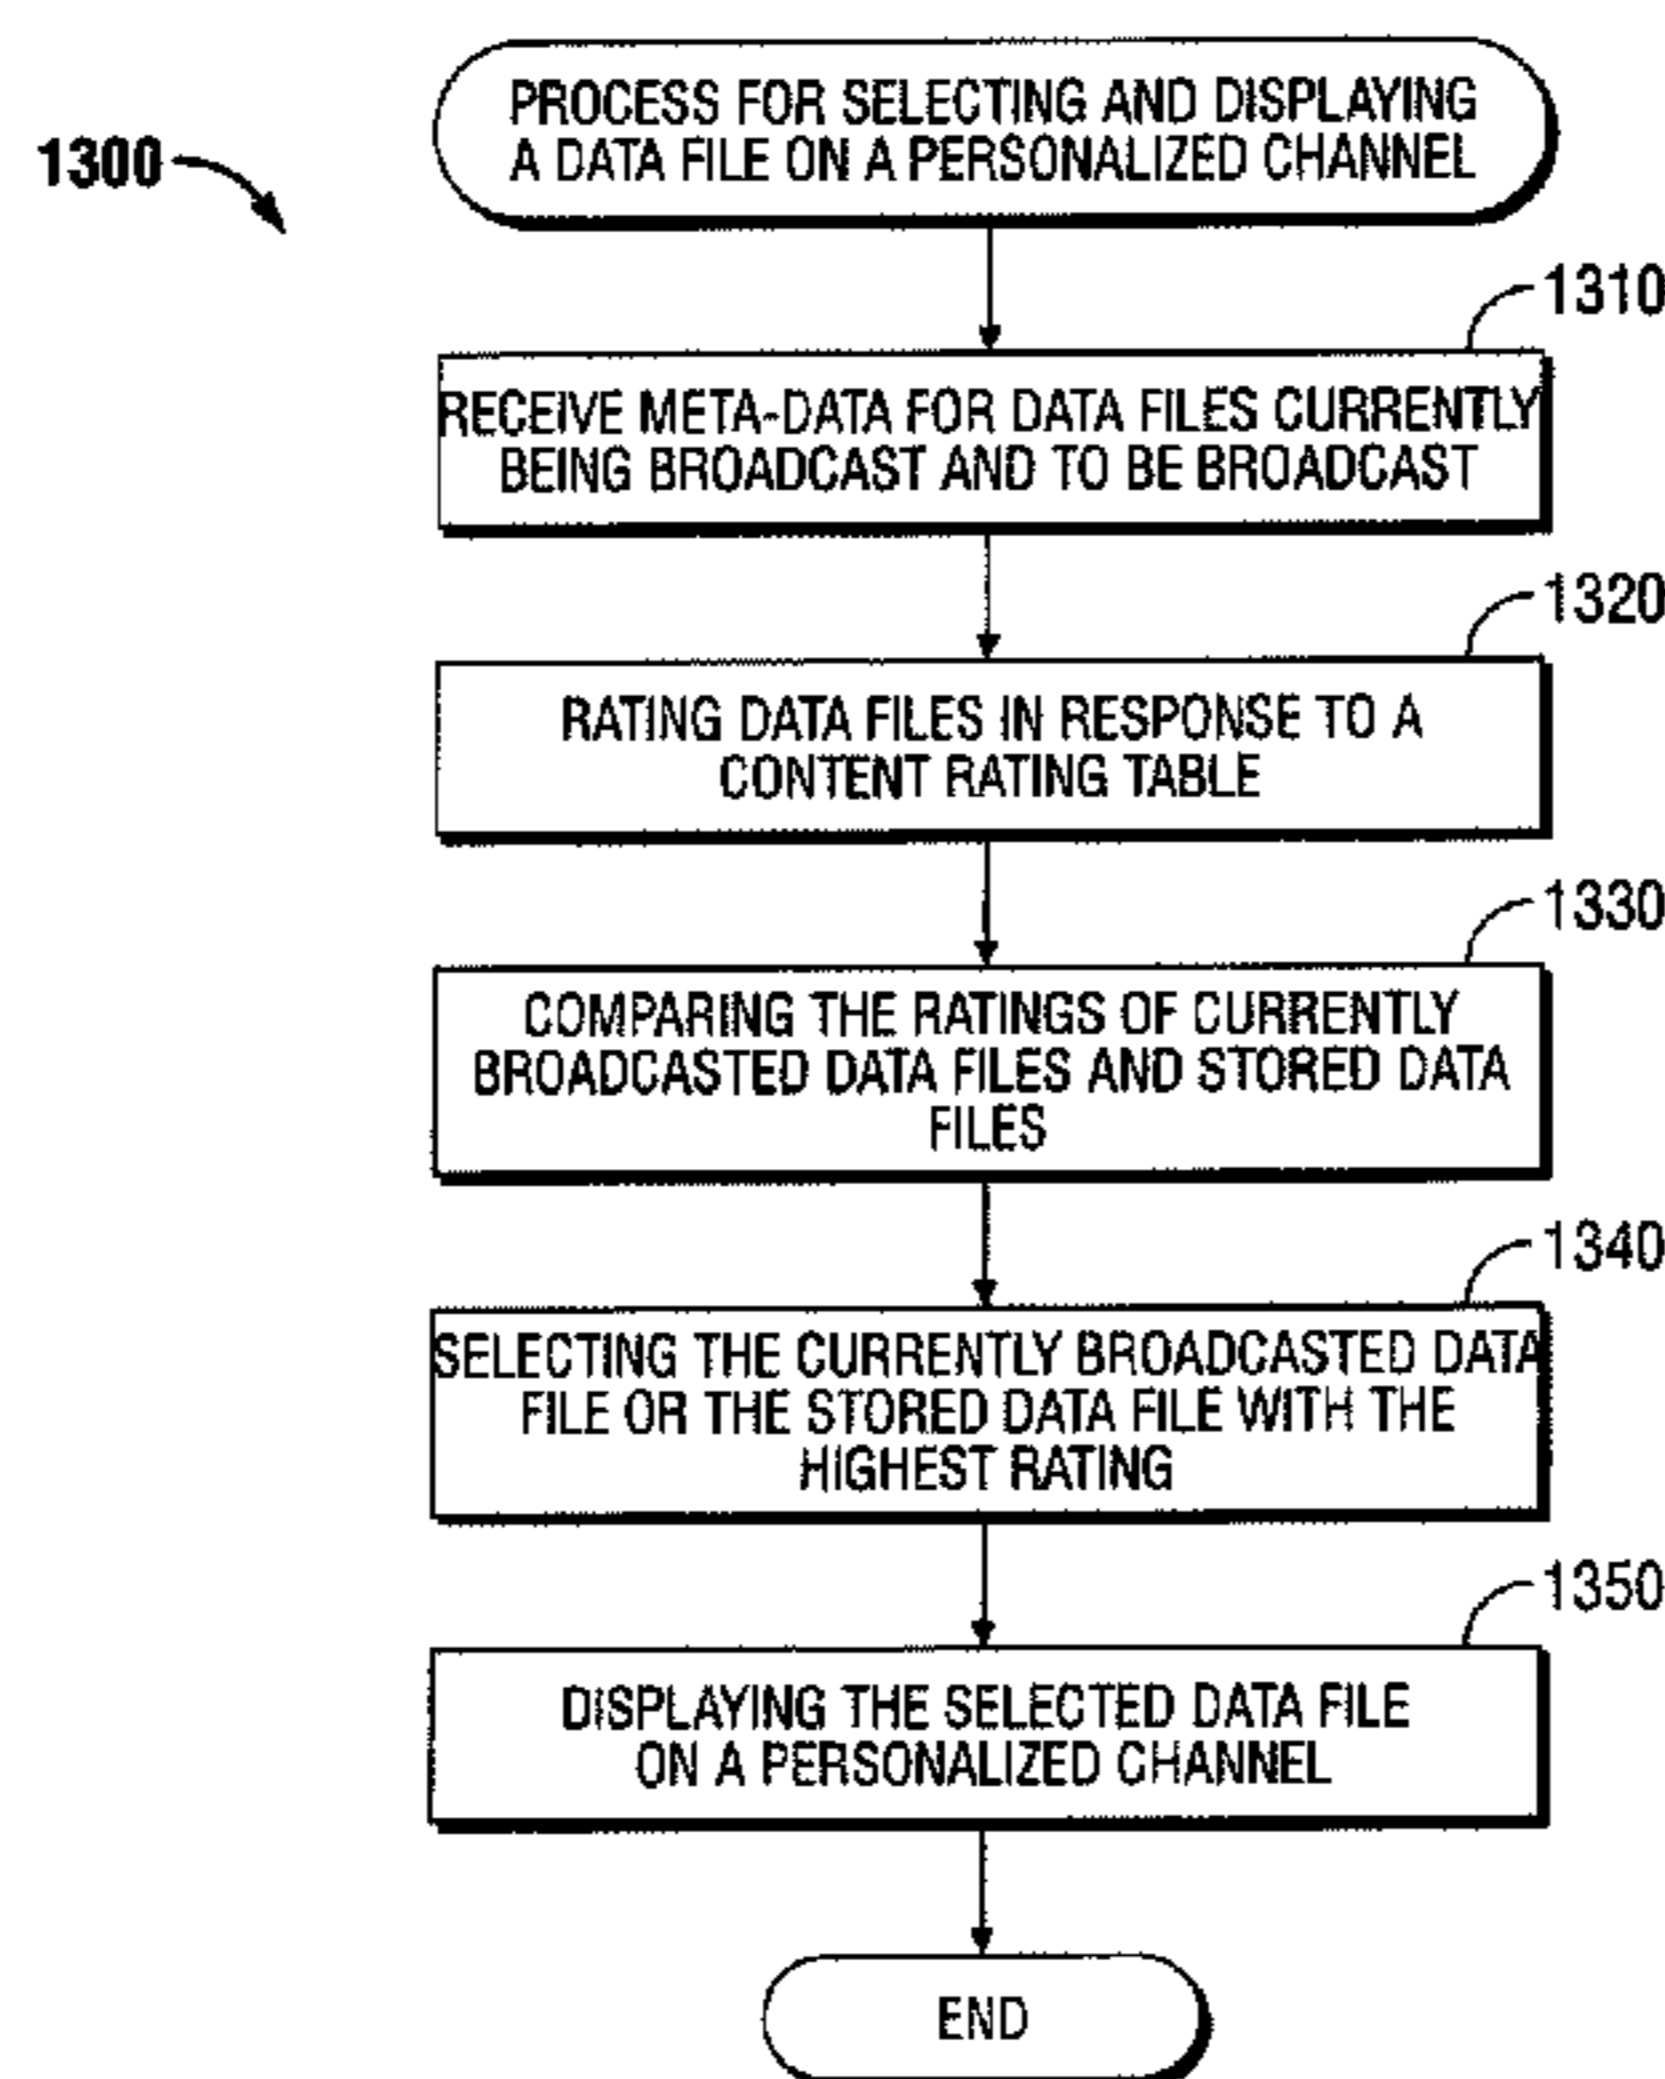 PROCESS FOR SELECTING AND DISPLAYING
A DATA FILE ON A PERSONALIZED CHANNEL
1300
1310
RECEIVE META-DATA FOR DATA FILES CURRENTLY
BEING BROADCAST AND TO BE BROADCAST
1320
RATING DATA FILES IN RESPONSE TO A
CONTENT RATING TABLE
1330
COMPARING THE RATINGS OF CURRENTLY
BROADCASTED DATA FILES AND STORED DATA
FILES
1340
SELECTING THE CURRENTLY BROADCASTED DATA
FILE OR THE STORED DATA FILE WITH THE
HIGHEST RATING
1350
DISPLAYING THE SELECTED DATA FILE
ON A PERSONALIZED CHANNEL
END